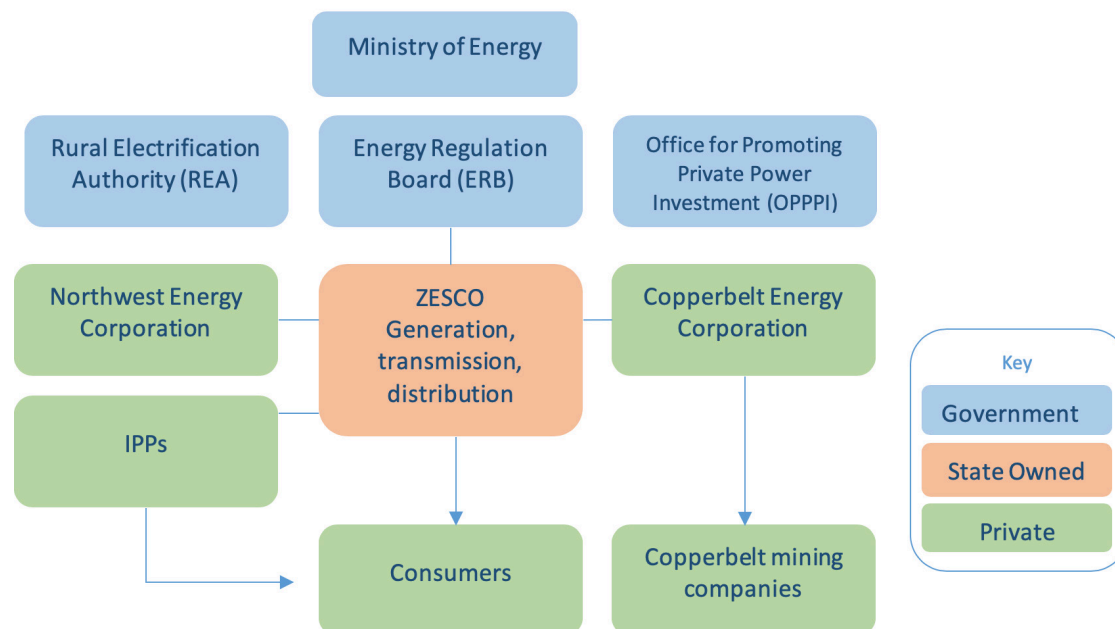 Ministry of Energy
Rural Electrification
Authority (REA)
Energy Regulation
Board (ERB)
Office for Promoting
Private Power
Investment (OPPPI)
Northwest Energy
Corporation
ZESCO
Generation,
transmission,
distribution
Copperbelt Energy
Corporation
IPPs
Consumers
Copperbelt mining
companies
Key
Government
State Owned
Private